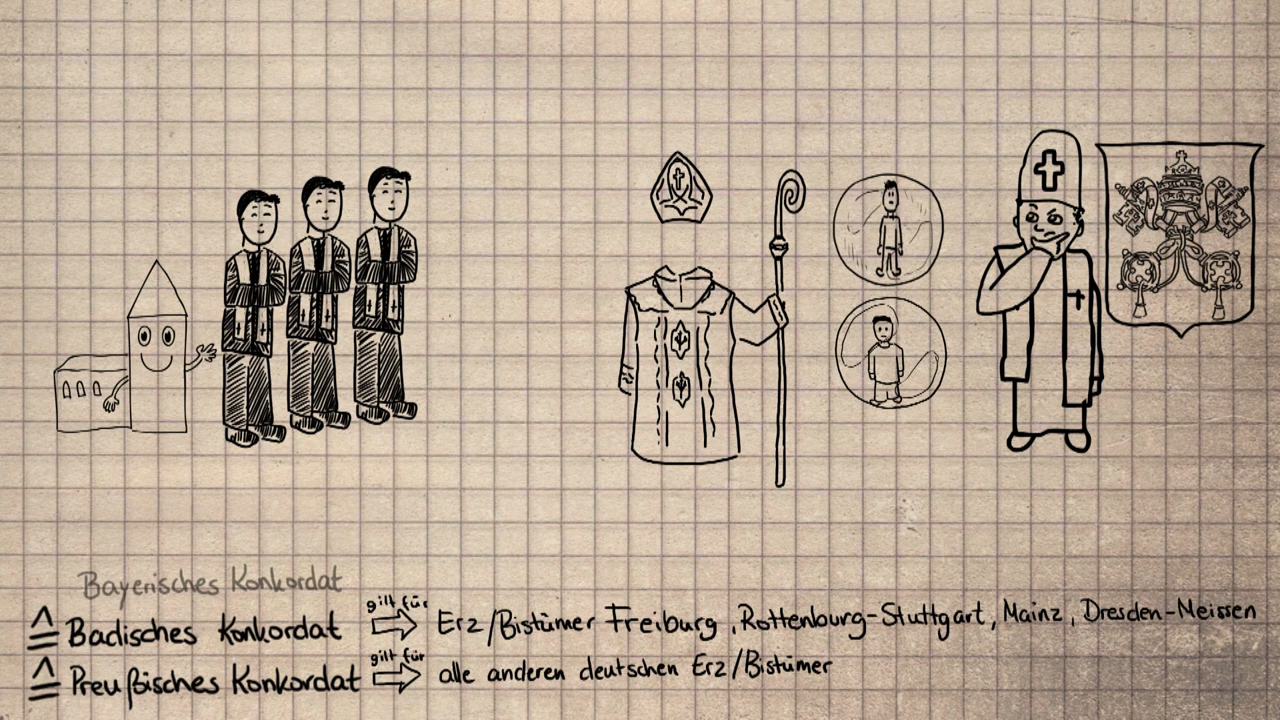 Bayerisches Konkordat
≙ Badisches Konkordat gilt für ⇨ Erz/Bistümer Freiburg, Rottenburg-Stuttgart, Mainz, Dresden-Meissen
≙ Preußisches Konkordat gilt für ⇨ alle anderen deutschen Erz/Bistümer